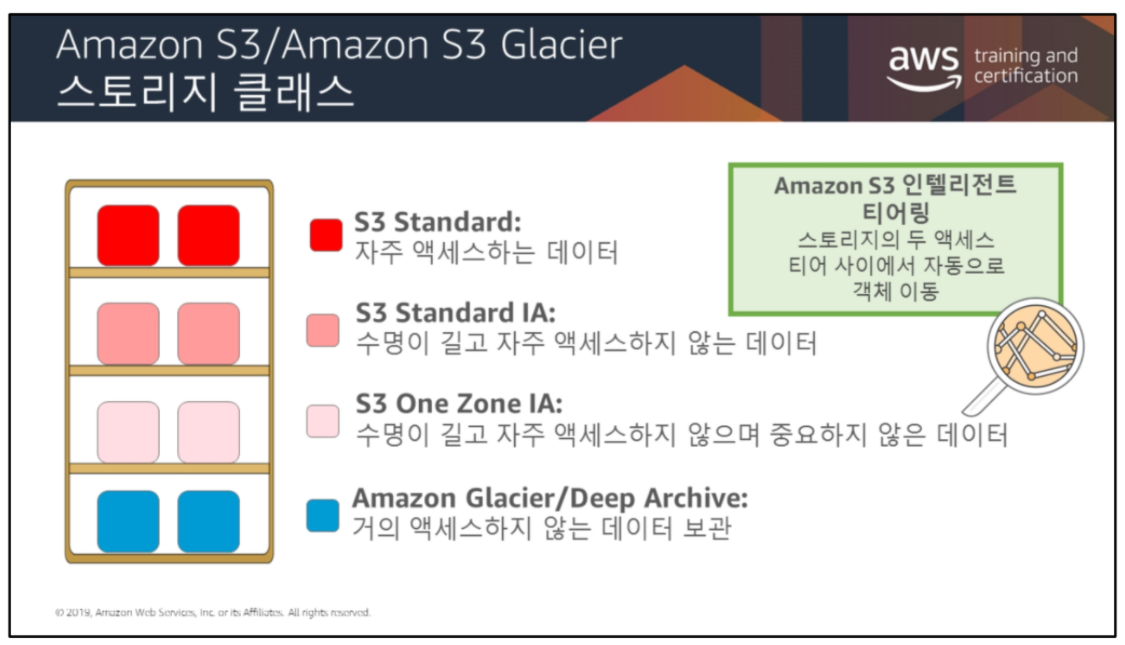 Amazon S3/Amazon S3 Glacier
스토리지 클래스
aws training and
certification
S3 Standard:
자주 액세스하는 데이터
S3 Standard IA:
수명이 길고 자주 액세스하지 않는 데이터
S3 One Zone IA:
수명이 길고 자주 액세스하지 않으며 중요하지 않은 데이터
Amazon Glacier/Deep Archive:
거의 액세스하지 않는 데이터 보관
Amazon S3 인텔리전트
티어링
스토리지의 두 액세스
티어 사이에서 자동으로
객체 이동
© 2019, Amazon Web Services, Inc. or its Affiliates. All rights reserved.